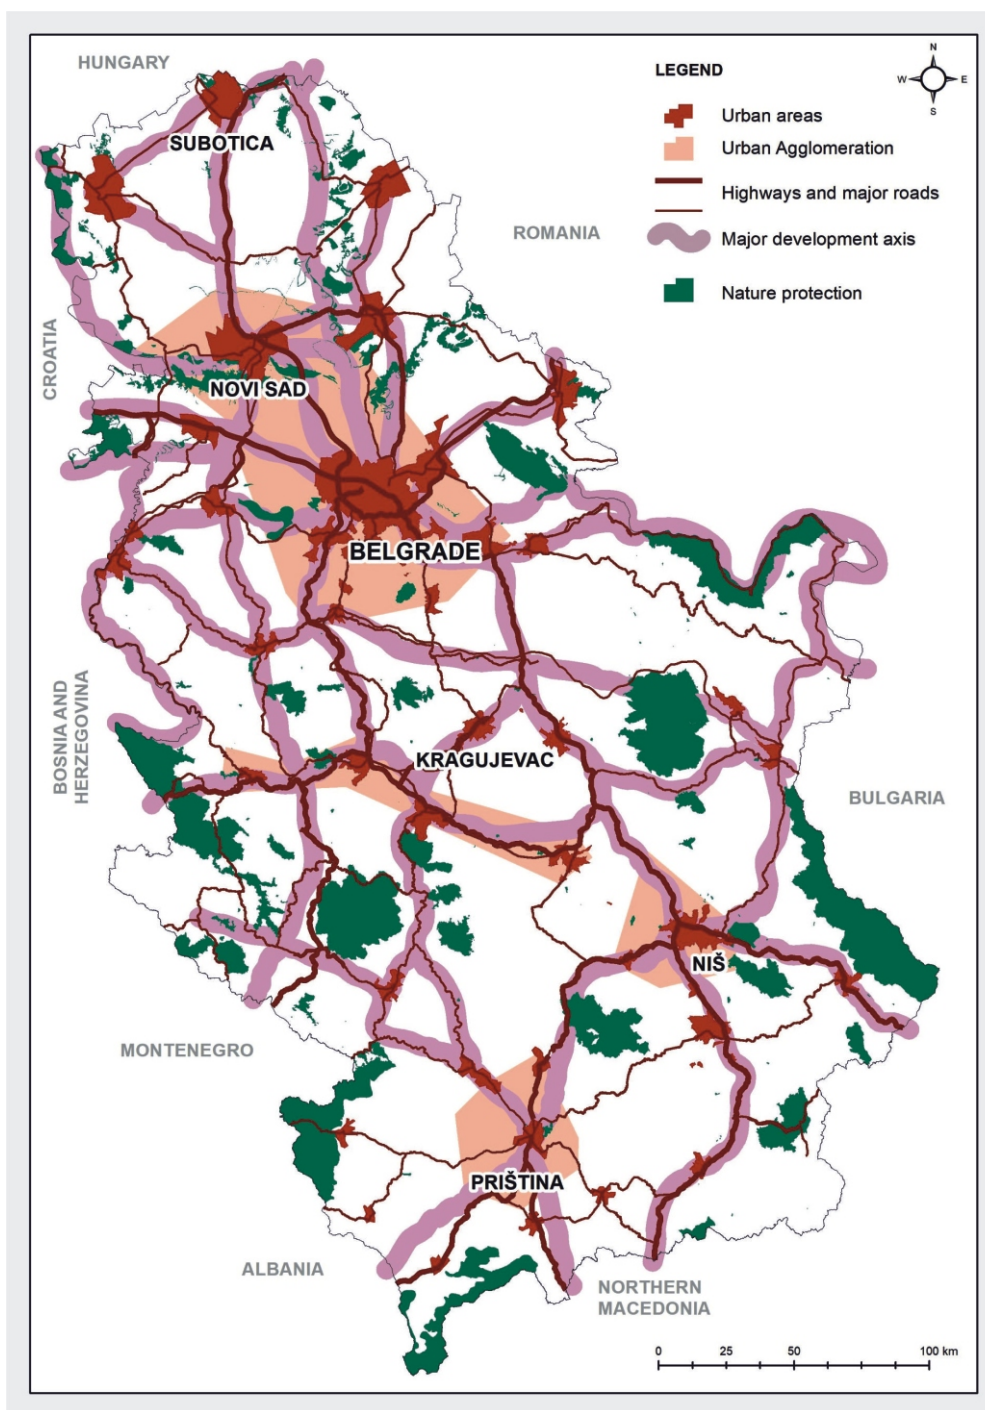 HUNGARY
LEGEND
N
W
E
S
Urban areas
SUBOTICA
Urban Agglomeration
Highways and major roads
ROMANIA
Major development axis
Nature protection
CROATIA
NOVI SAD
BELGRADE
BOSNIA AND
HERZEGOVINA
KRAGUJEVAC
BULGARIA
NIŠ
MONTENEGRO
PRIŠTINA
ALBANIA
NORTHERN
MACEDONIA
0 25 50 100 km